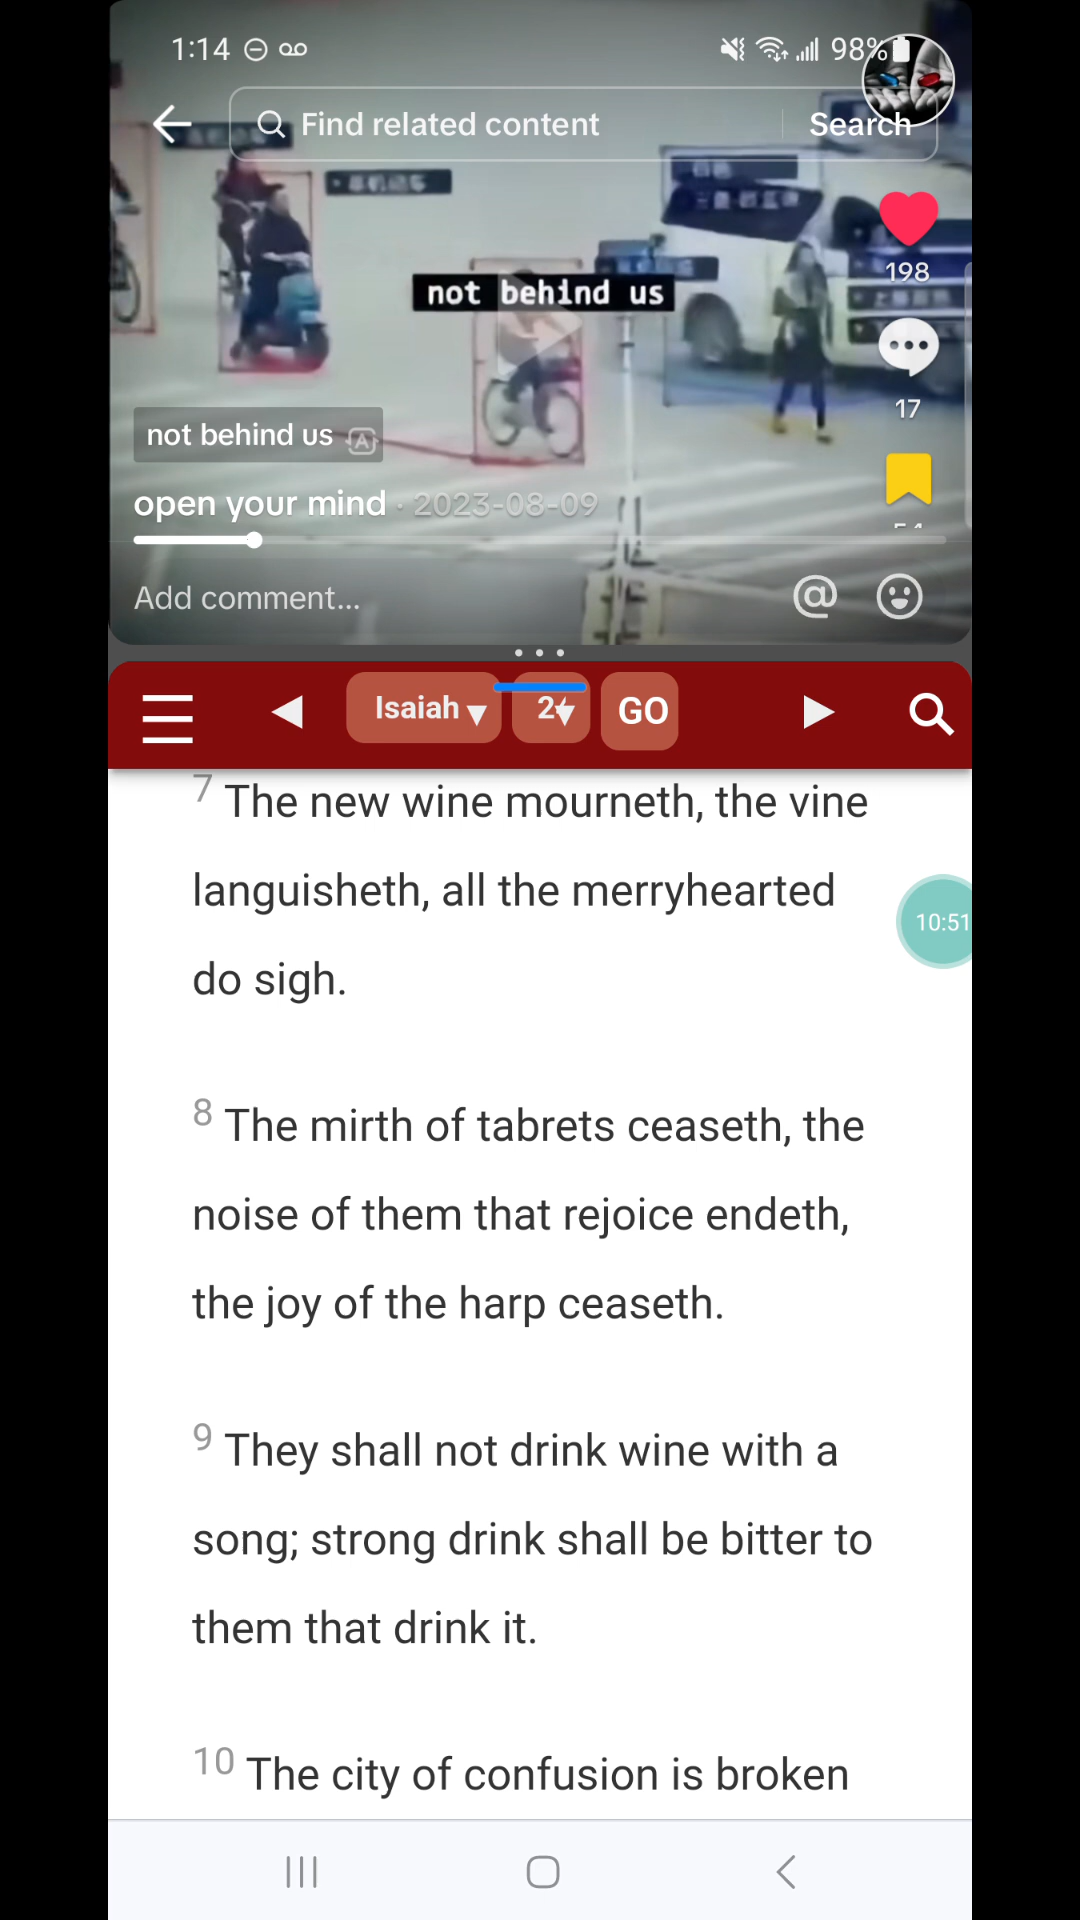 1:14
98%
Find related content
Search
not behind us
198
17
not behind us
open your mind · 2023-08-09
Add comment...
@
Isaiah
GO
7 The new wine mourneth, the vine
languisheth, all the merryhearted
do sigh.
10:51
8 The mirth of tabrets ceaseth, the
noise of them that rejoice endeth,
the joy of the harp ceaseth.
9 They shall not drink wine with a
song; strong drink shall be bitter to
them that drink it.
10 The city of confusion is broken